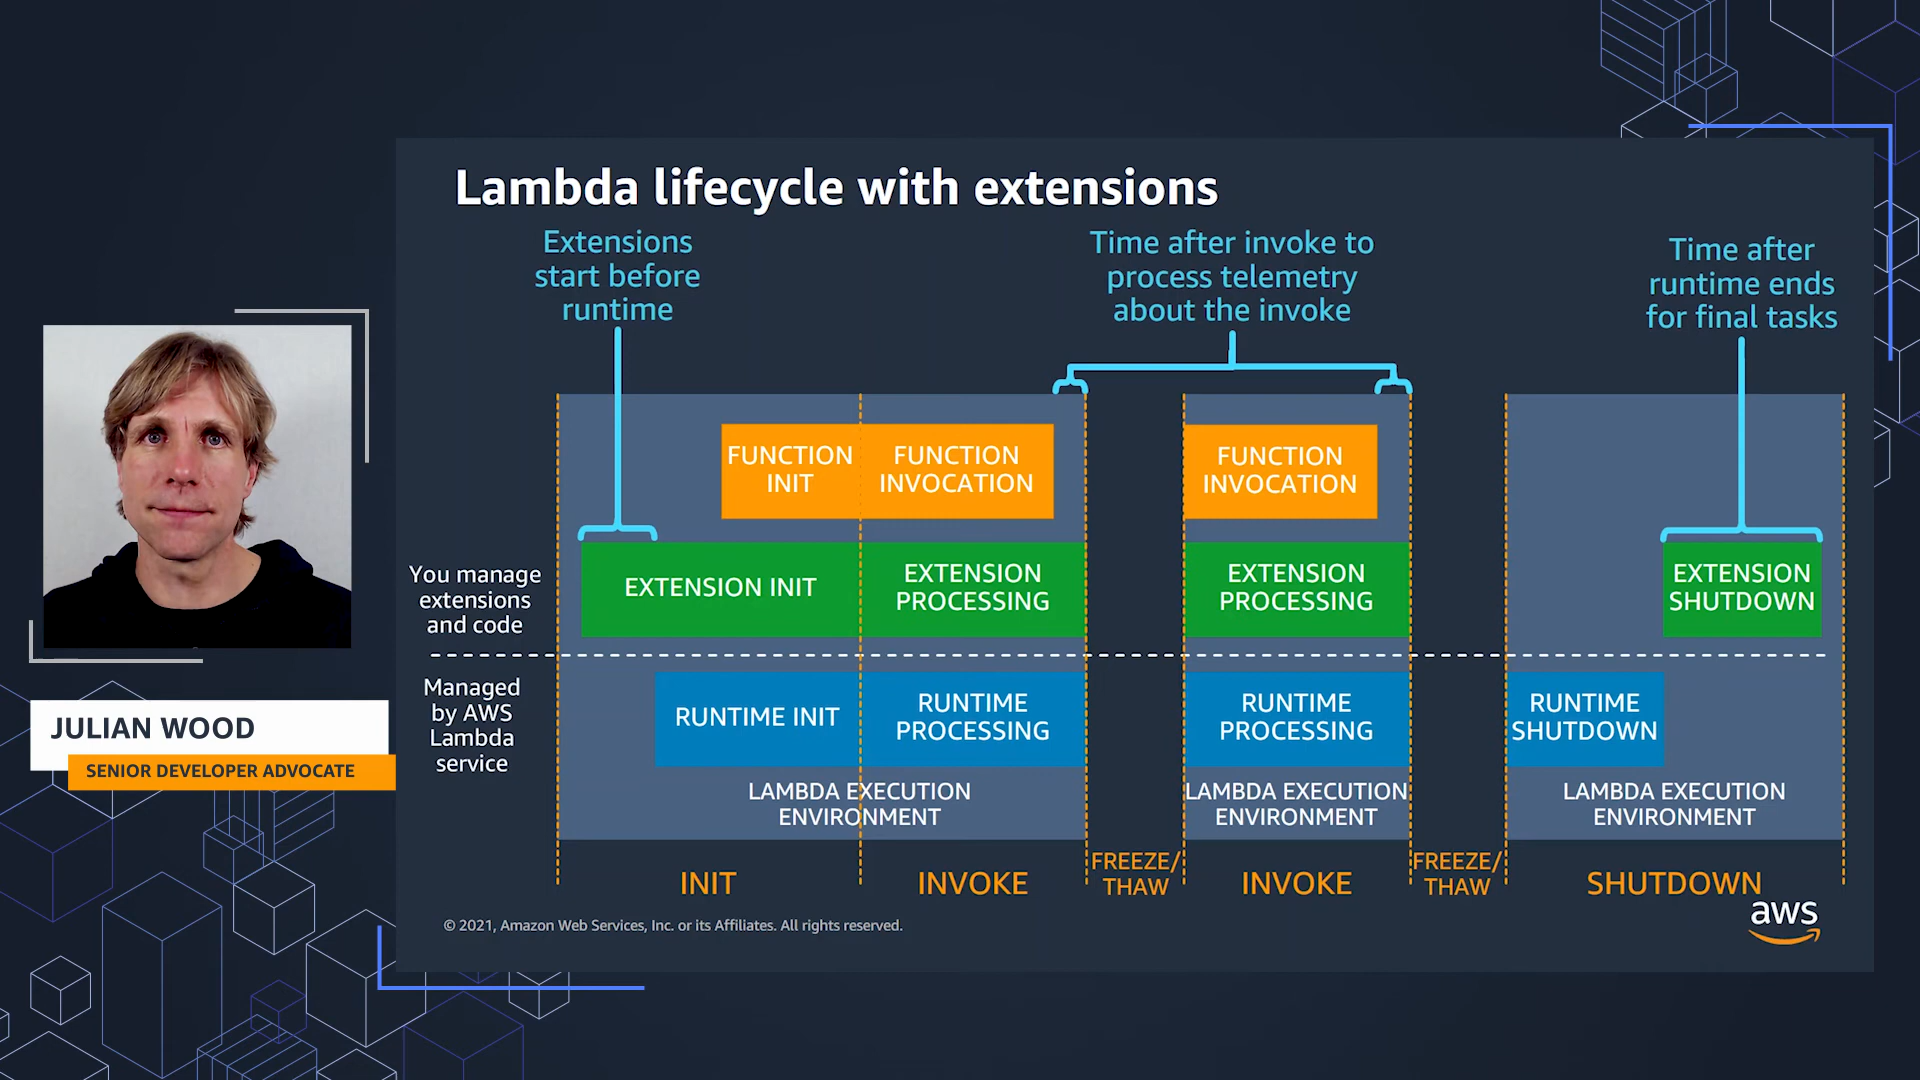 Lambda lifecycle with extensions
Extensions
start before
runtime
Time after invoke to
process telemetry
about the invoke
Time after
runtime ends
for final tasks
FUNCTION
INIT
FUNCTION
INVOCATION
FUNCTION
INVOCATION
You manage
extensions
and code
EXTENSION INIT
EXTENSION
PROCESSING
EXTENSION
PROCESSING
EXTENSION
SHUTDOWN
Managed
by AWS
Lambda
service
RUNTIME INIT
RUNTIME
PROCESSING
RUNTIME
PROCESSING
RUNTIME
SHUTDOWN
LAMBDA EXECUTION
ENVIRONMENT
LAMBDA EXECUTION
ENVIRONMENT
LAMBDA EXECUTION
ENVIRONMENT
INIT
INVOKE
FREEZE/
THAW
INVOKE
FREEZE/
THAW
SHUTDOWN
© 2021, Amazon Web Services, Inc. or its Affiliates. All rights reserved.
aws
JULIAN WOOD
SENIOR DEVELOPER ADVOCATE